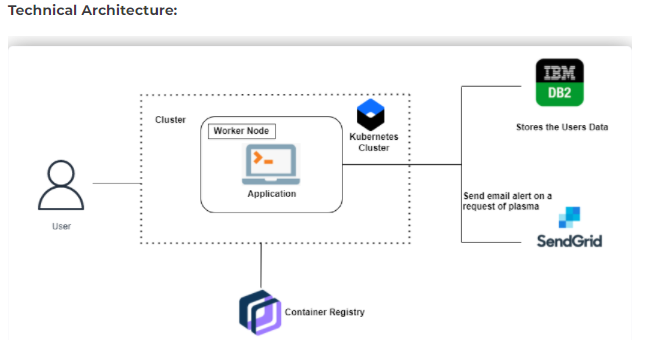 Technical Architecture:
IBM
DB2
Stores the Users Data
Cluster
Worker Node
Kubernetes
Cluster
Application
User
Send email alert on a
request of plasma
SendGrid
Container Registry